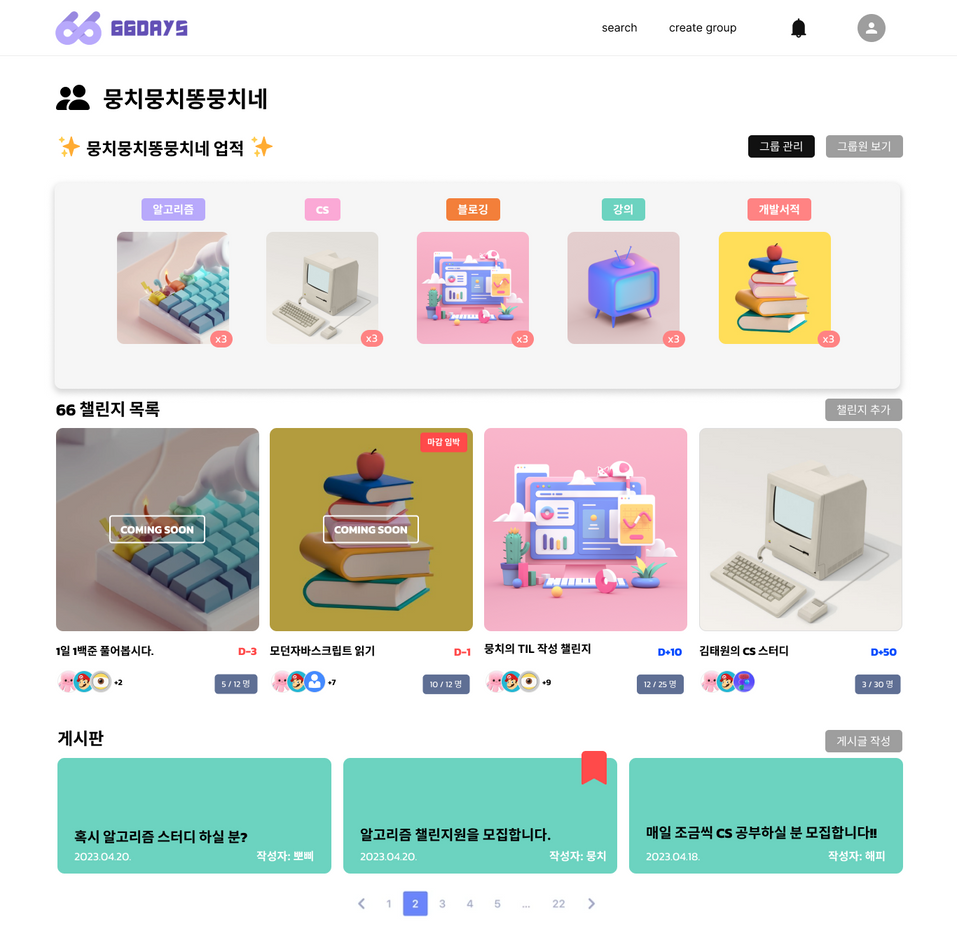 66DAYS
search
create group
뭉치뭉치똥뭉치네
✨ 뭉치뭉치똥뭉치네 업적 ✨
그룹 관리
그룹원 보기
알고리즘
CS
블로깅
강의
개발서적
x3
x3
x3
x3
x3
66 챌린지 목록
챌린지 추가
COMING SOON
마감 임박
COMING SOON
1일 1백준 풀어봅시다.
D-3
모던자바스크립트 읽기
D-1
뭉치의 TIL 작성 챌린지
D+10
김태원의 CS 스터디
D+50
+2
5 / 12 명
+7
10 / 12 명
+9
12 / 25 명
3 / 30 명
게시판
게시글 작성
혹시 알고리즘 스터디 하실 분?
2023.04.20.
작성자: 뽀삐
알고리즘 챌린지원을 모집합니다.
2023.04.20.
작성자: 뭉치
매일 조금씩 CS 공부하실 분 모집합니다!!
2023.04.18.
작성자: 해피
1 2 3 4 5 ... 22